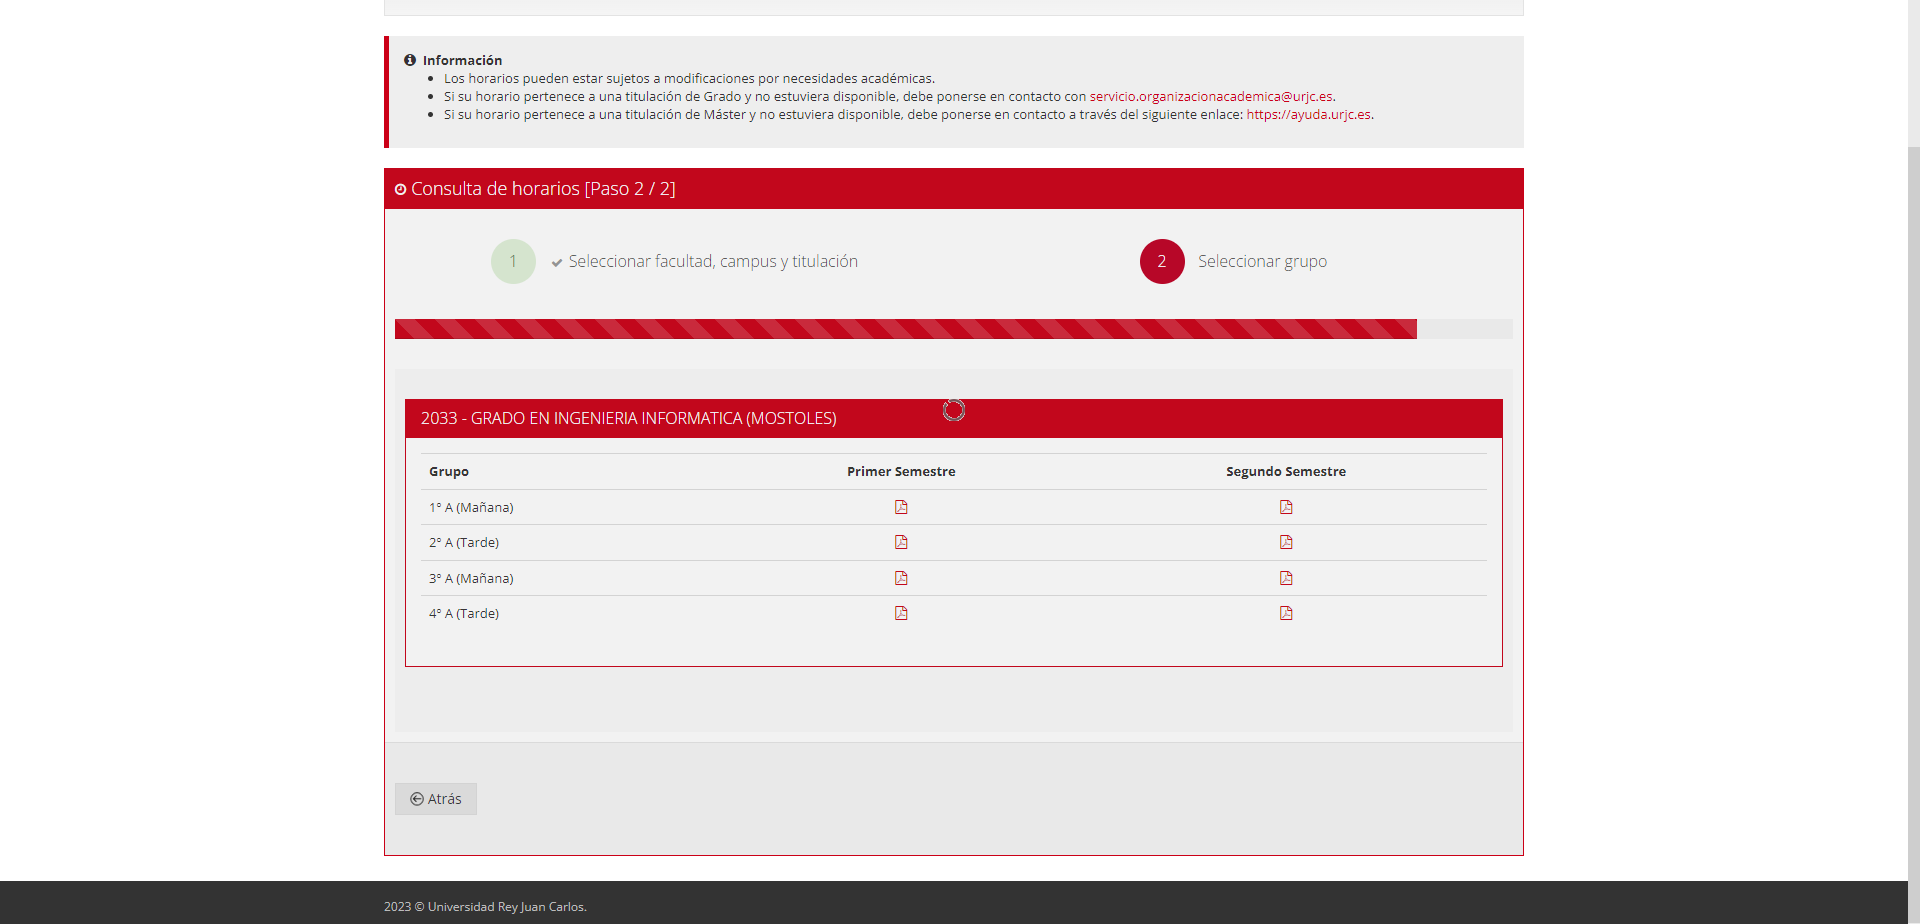 Información
Los horarios pueden estar sujetos a modificaciones por necesidades académicas.
Si su horario pertenece a una titulación de Grado y no estuviera disponible, debe ponerse en contacto con servicio.organizacionacademica@urjc.es.
Si su horario pertenece a una titulación de Máster y no estuviera disponible, debe ponerse en contacto a través del siguiente enlace: https://ayuda.urjc.es.
Consulta de horarios [Paso 2 / 2]
1 Seleccionar facultad, campus y titulación 2 Seleccionar grupo
2033 - GRADO EN INGENIERIA INFORMATICA (MOSTOLES)
Grupo Primer Semestre Segundo Semestre
1º A (Mañana)
2º A (Tarde)
3º A (Mañana)
4º A (Tarde)
Atrás
2023 © Universidad Rey Juan Carlos.